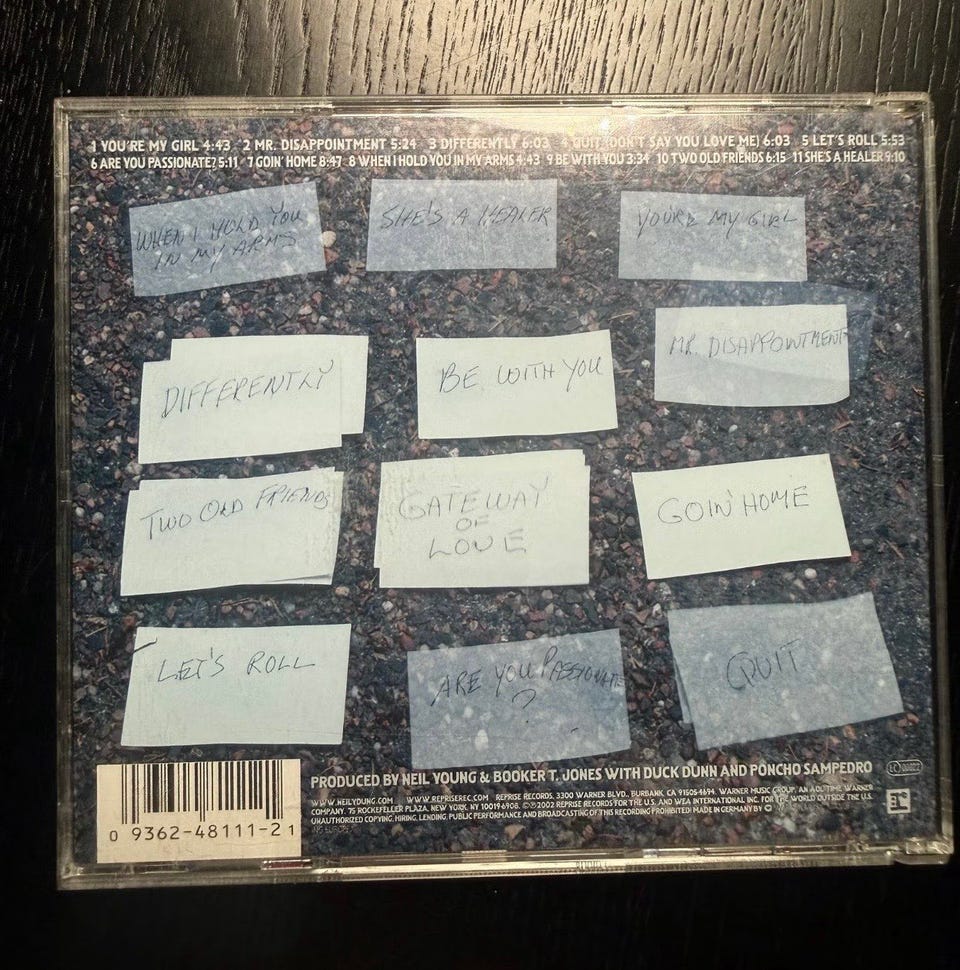 1 YOU'RE MY GIRL 4:43 2 MR. DISAPPOINTMENT 5:24 3 DIFFERENTLY 6:03 4 QUIT (DON'T SAY YOU LOVE ME) 6:03 5 LET'S ROLL 5:53
6 ARE YOU PASSIONATE? 5:11 7 GOIN' HOME 8:47 8 WHEN I HOLD YOU IN MY ARMS 4:43 9 BE WITH YOU 3:34 10 TWO OLD FRIENDS 6:15 11 SHE'S A HEALER 9:10
WHEN I HOLD YOU
IN MY ARMS
SHE'S A HEALER
YOU'RE MY GIRL
DIFFERENTLY
BE WITH YOU
MR. DISAPPOINTMENT
TWO OLD FRIENDS
GATEWAY
OF
LOVE
GOIN' HOME
LET'S ROLL
ARE YOU PASSIONATE
?
QUIT
PRODUCED BY NEIL YOUNG & BOOKER T. JONES WITH DUCK DUNN AND PONCHO SAMPEDRO
LC 00322
WWW.NEILYOUNG.COM WWW.REPRISEREC.COM REPRISE RECORDS, 3300 WARNER BLVD., BURBANK, CA 91505-4694. WARNER MUSIC GROUP, AN AOL TIME WARNER
COMPANY. 75 ROCKEFELLER PLAZA, NEW YORK, NY 10019-6908. ©℗ 2002 REPRISE RECORDS FOR THE U.S. AND WEA INTERNATIONAL INC. FOR THE WORLD OUTSIDE THE U.S.
UNAUTHORIZED COPYING, HIRING, LENDING, PUBLIC PERFORMANCE AND BROADCASTING OF THIS RECORDING PROHIBITED. MADE IN GERMANY BY
0 9362-48111-2 1